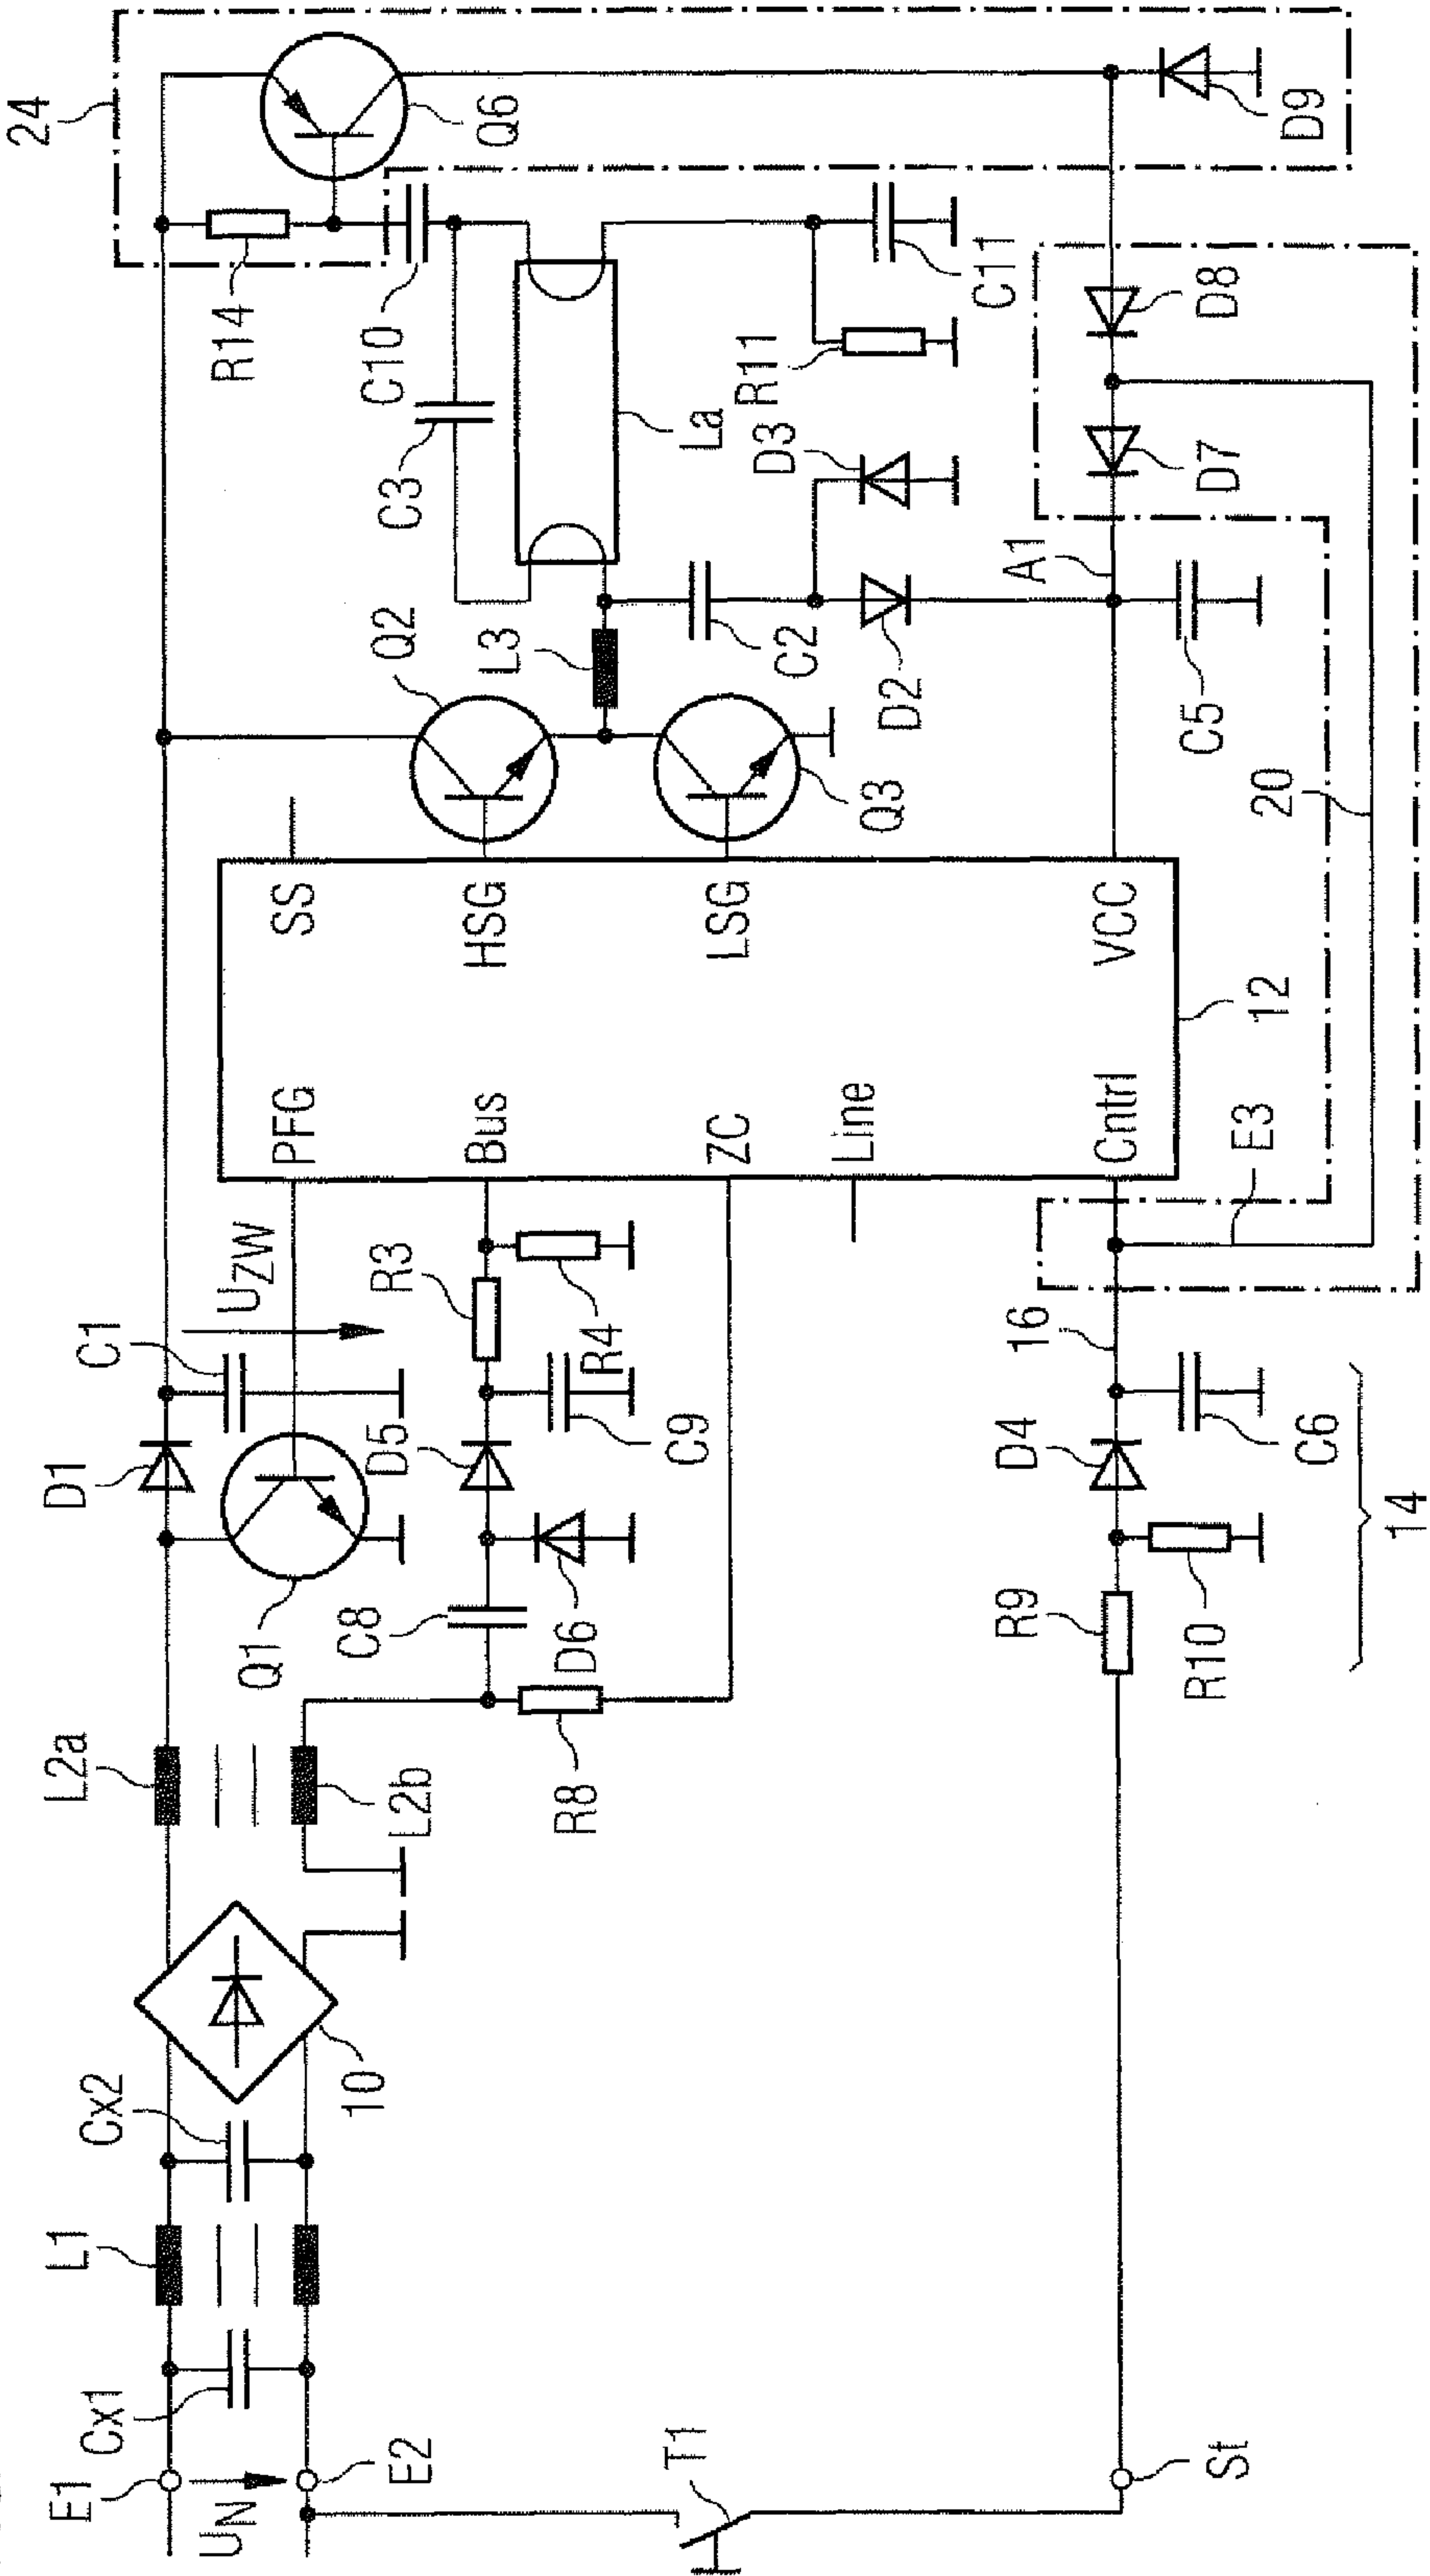 24
Q6
D9
R14
C10
C3
La
R11
C11
D8
D3
D7
A1
Q2
L3
C2
D2
C5
Q3
20
SS
HSG
LSG
VCC
PFG
Bus
ZC
Line
Cntrl
12
E3
C1
UZW
R3
R4
16
D1
D5
C9
D4
C6
14
Q1
C8
D6
R9
R10
L2a
L2b
R8
10
Cx2
L1
Cx1
E1
UN
E2
T1
St